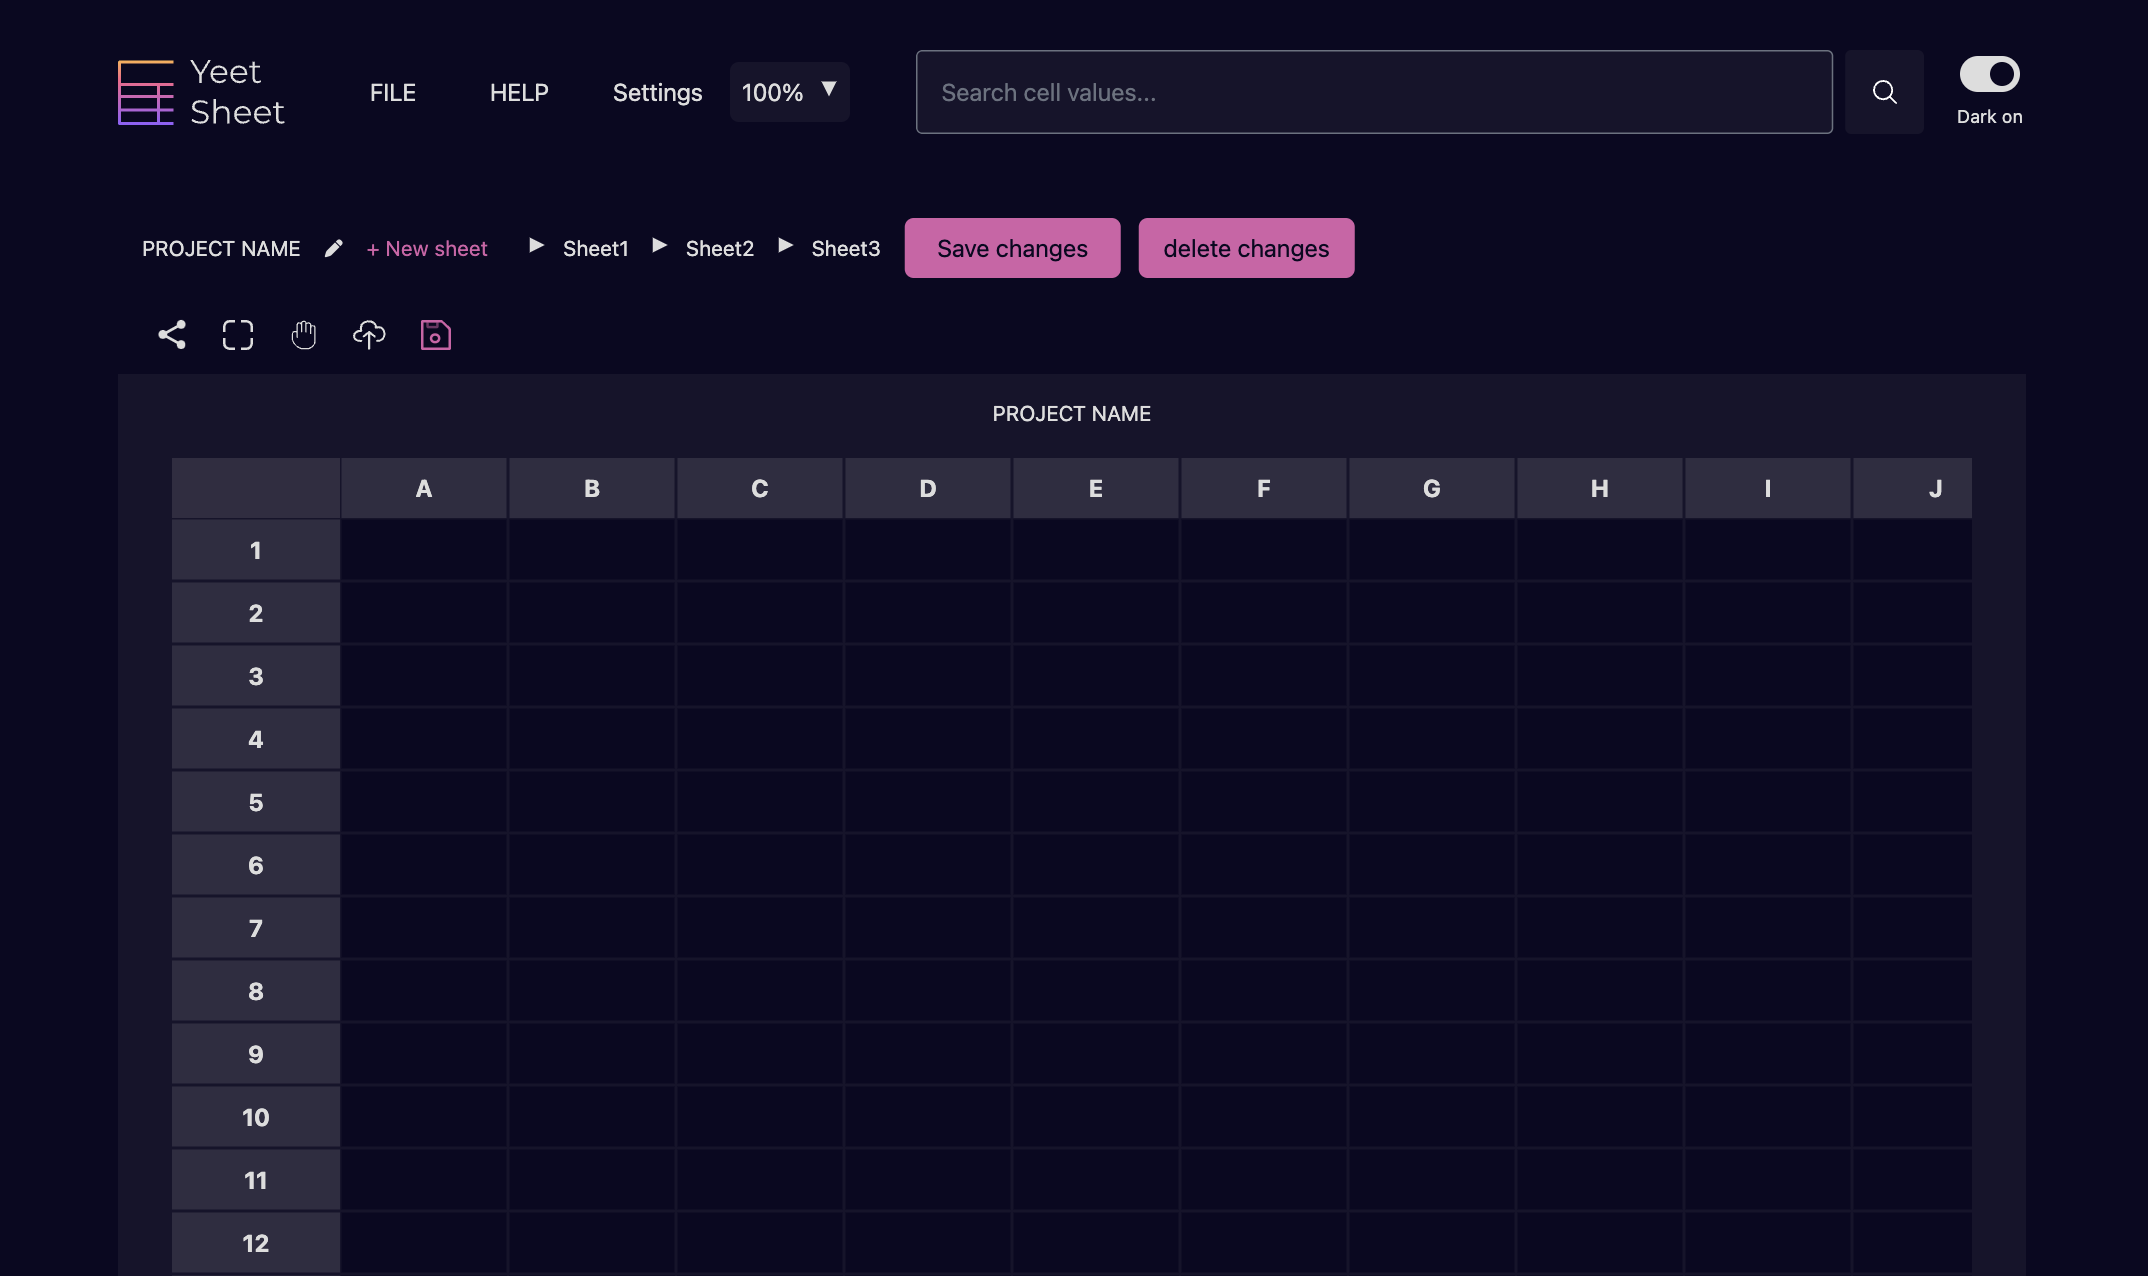 Yeet
Sheet
FILE HELP Settings 100% ▼ Search cell values...
Dark on
PROJECT NAME + New sheet ▶ Sheet1 ▶ Sheet2 ▶ Sheet3 Save changes delete changes
PROJECT NAME
A B C D E F G H I J
1
2
3
4
5
6
7
8
9
10
11
12